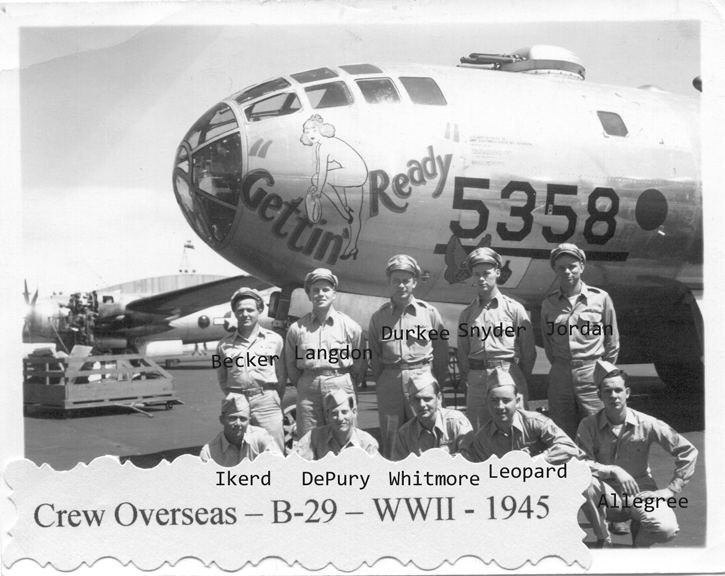 "Gettin' Ready"
5358
Becker Langdon Durkee Snyder Jordan
Ikerd DePury Whitmore Leopard Allegree
Crew Overseas – B-29 – WWII - 1945